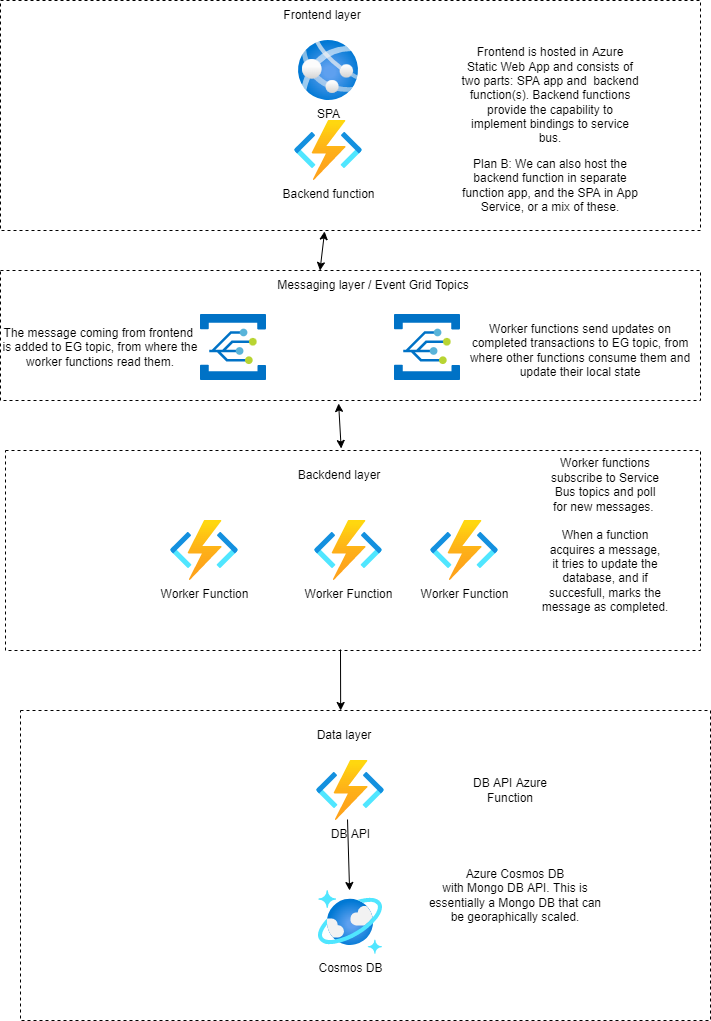 Frontend layer
SPA
Backend function
Frontend is hosted in Azure
Static Web App and consists of
two parts: SPA app and backend
function(s). Backend functions
provide the capability to
implement bindings to service
bus.
Plan B: We can also host the
backend function in separate
function app, and the SPA in App
Service, or a mix of these.
Messaging layer / Event Grid Topics
The message coming from frontend
is added to EG topic, from where the
worker functions read them.
Worker functions send updates on
completed transactions to EG topic, from
where other functions consume them and
update their local state
Backdend layer
Worker Function
Worker Function
Worker Function
Worker functions
subscribe to Service
Bus topics and poll
for new messages.
When a function
acquires a message,
it tries to update the
database, and if
succesfull, marks the
message as completed.
Data layer
DB API
DB API Azure
Function
Cosmos DB
Azure Cosmos DB
with Mongo DB API. This is
essentially a Mongo DB that can
be georaphically scaled.